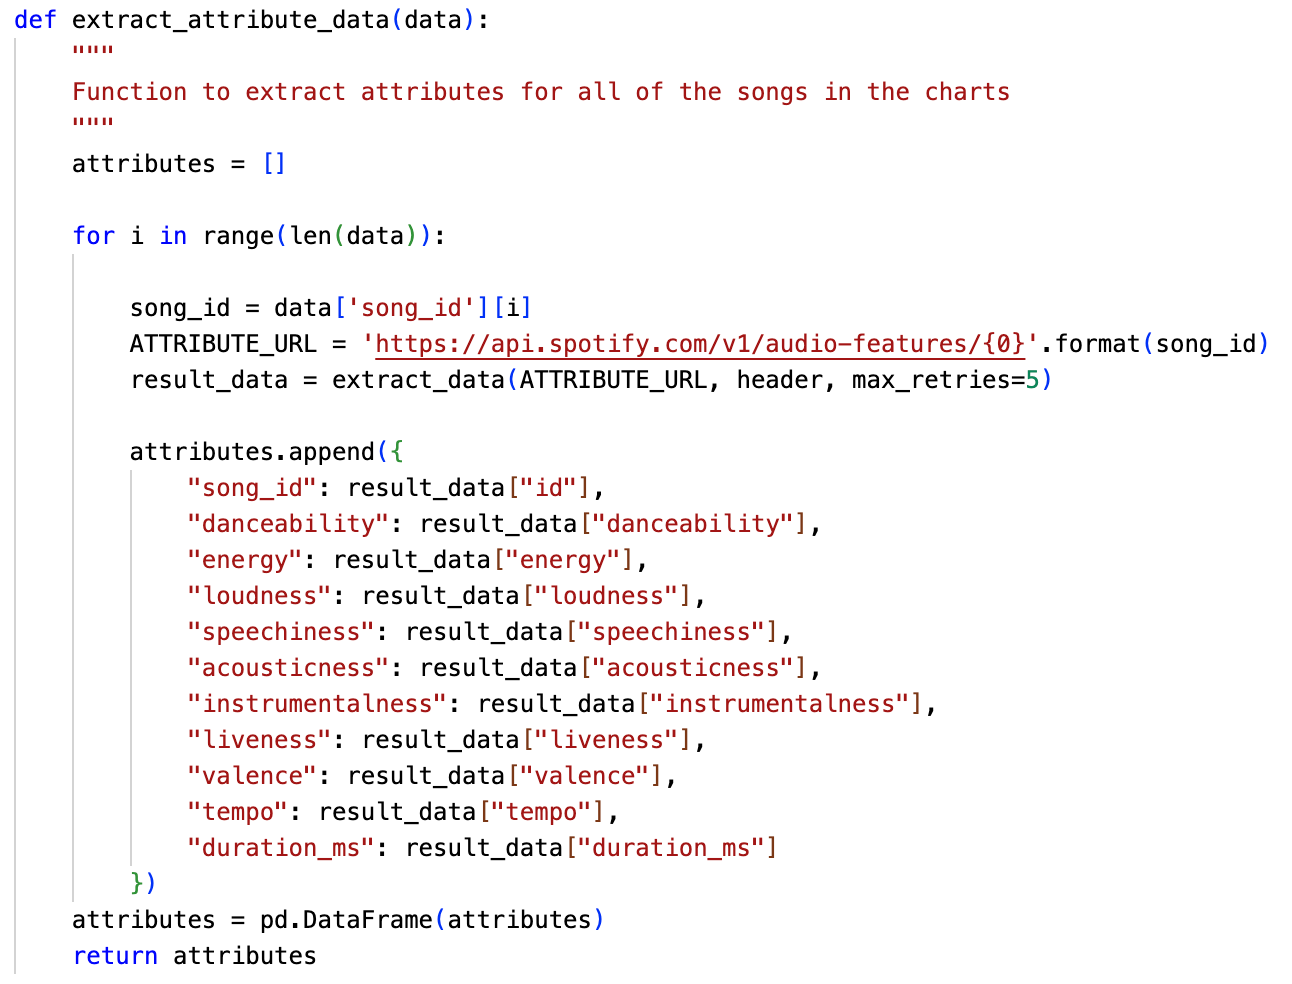 def extract_attribute_data(data):
    """
    Function to extract attributes for all of the songs in the charts
    """
    attributes = []

    for i in range(len(data)):

        song_id = data['song_id'][i]
        ATTRIBUTE_URL = 'https://api.spotify.com/v1/audio-features/{0}'.format(song_id)
        result_data = extract_data(ATTRIBUTE_URL, header, max_retries=5)

        attributes.append({
            "song_id": result_data["id"],
            "danceability": result_data["danceability"],
            "energy": result_data["energy"],
            "loudness": result_data["loudness"],
            "speechiness": result_data["speechiness"],
            "acousticness": result_data["acousticness"],
            "instrumentalness": result_data["instrumentalness"],
            "liveness": result_data["liveness"],
            "valence": result_data["valence"],
            "tempo": result_data["tempo"],
            "duration_ms": result_data["duration_ms"]
        })
    attributes = pd.DataFrame(attributes)
    return attributes